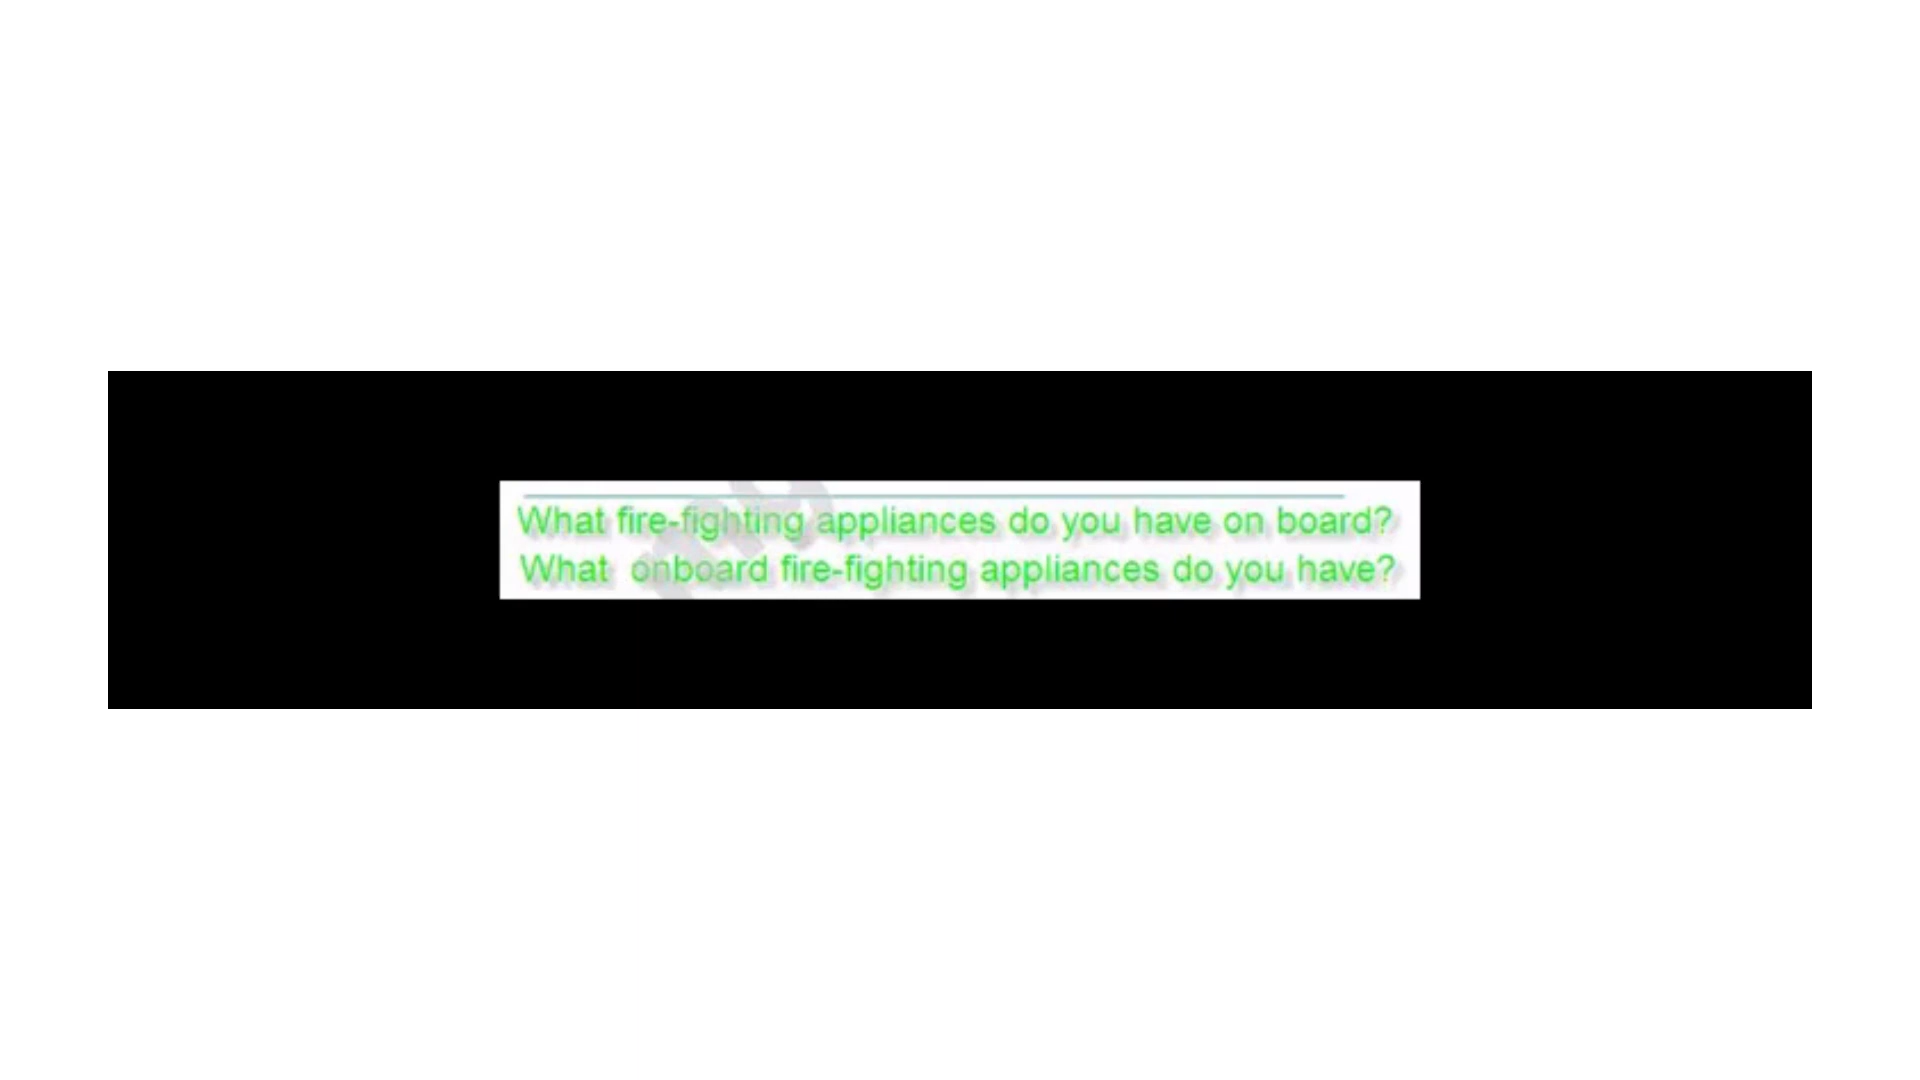 What fire-fighting appliances do you have on board?
What onboard fire-fighting appliances do you have?